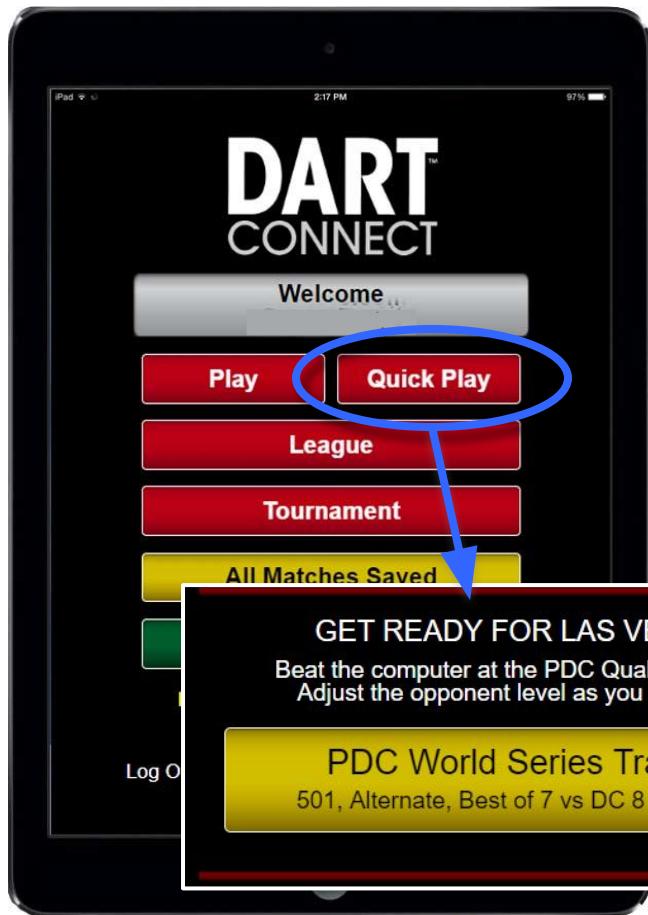 iPad 2:17 PM 97%
DART™
CONNECT
Welcome
Play Quick Play
League
Tournament
All Matches Saved
GET READY FOR LAS VE
Beat the computer at the PDC Qual
Adjust the opponent level as you
PDC World Series Tra
501, Alternate, Best of 7 vs DC 8
Log O